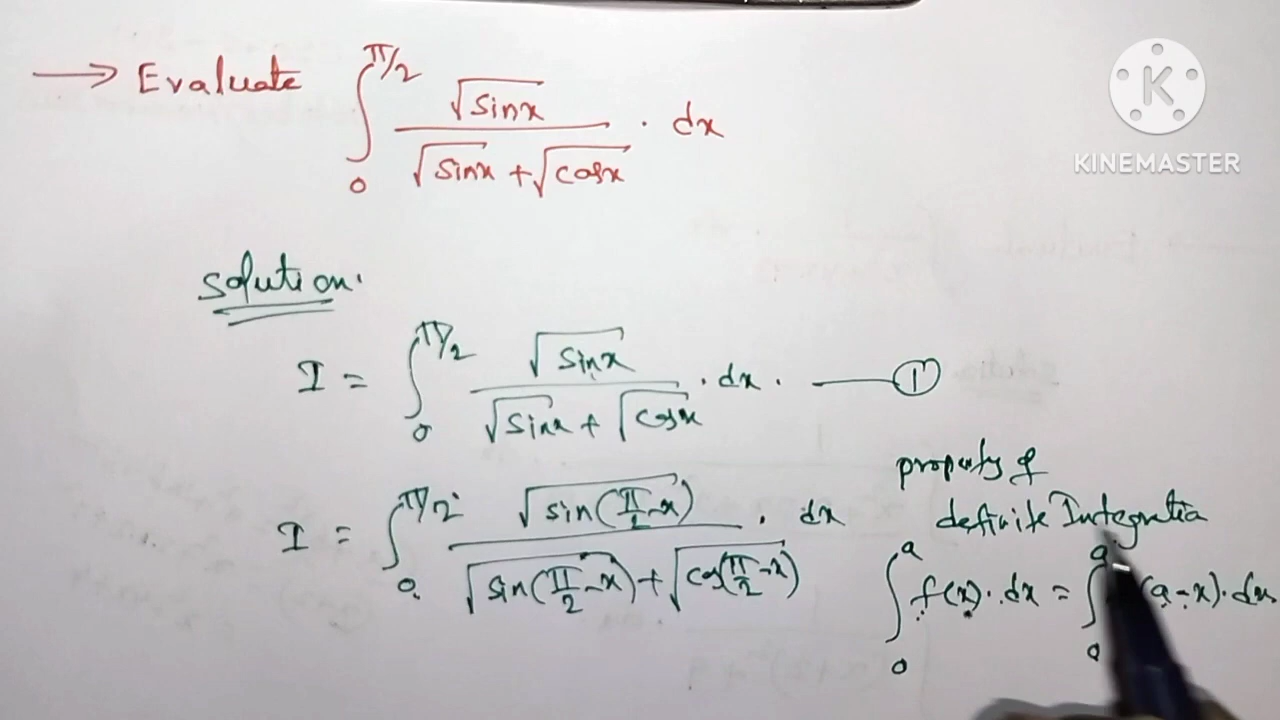 → Evaluate ∫₀^{π/2} √sinx / (√sinx + √cosx) · dx
K
KINEMASTER
Solution.
I = ∫₀^{π/2} √sinx / (√sinx + √cosx) · dx. —— ①
I = ∫₀^{π/2} √sin(π/2 - x) / (√sin(π/2 - x) + √cos(π/2 - x)) · dx
property of
definite Integration
∫₀^a f(x)· dx = ∫₀^a (a-x)· dx